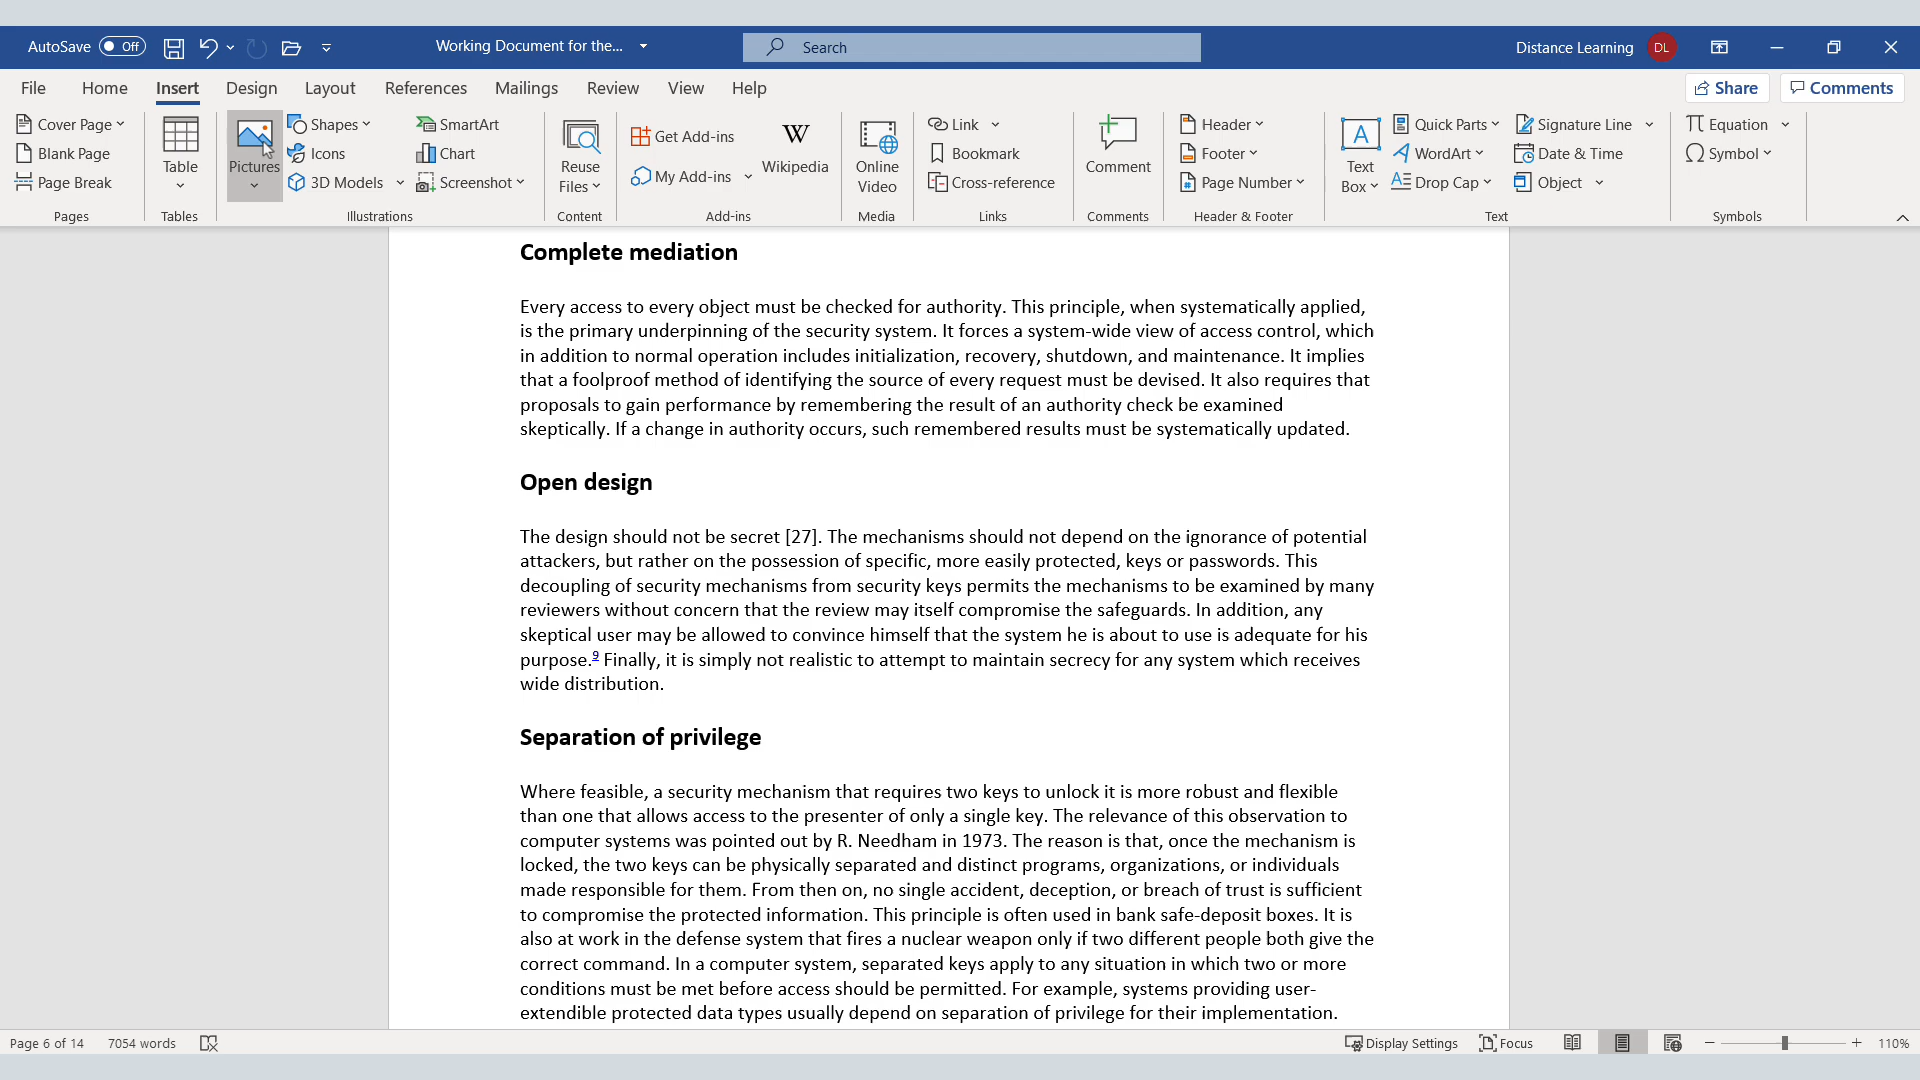 AutoSave Off Working Document for the... Search Distance Learning DL
File Home Insert Design Layout References Mailings Review View Help Share Comments
Cover Page
Blank Page
Page Break
Pages
Table
Tables
Pictures
Shapes
Icons
3D Models
SmartArt
Chart
Screenshot
Illustrations
Reuse
Files
Content
Get Add-ins
My Add-ins
W
Wikipedia
Add-ins
Online
Video
Media
Link
Bookmark
Cross-reference
Links
Comment
Comments
Header
Footer
Page Number
Header & Footer
A
Text
Box
Quick Parts
WordArt
Drop Cap
Signature Line
Date & Time
Object
Text
Equation
Symbol
Symbols
Complete mediation
Every access to every object must be checked for authority. This principle, when systematically applied,
is the primary underpinning of the security system. It forces a system-wide view of access control, which
in addition to normal operation includes initialization, recovery, shutdown, and maintenance. It implies
that a foolproof method of identifying the source of every request must be devised. It also requires that
proposals to gain performance by remembering the result of an authority check be examined
skeptically. If a change in authority occurs, such remembered results must be systematically updated.
Open design
The design should not be secret [27]. The mechanisms should not depend on the ignorance of potential
attackers, but rather on the possession of specific, more easily protected, keys or passwords. This
decoupling of security mechanisms from security keys permits the mechanisms to be examined by many
reviewers without concern that the review may itself compromise the safeguards. In addition, any
skeptical user may be allowed to convince himself that the system he is about to use is adequate for his
purpose.9 Finally, it is simply not realistic to attempt to maintain secrecy for any system which receives
wide distribution.
Separation of privilege
Where feasible, a security mechanism that requires two keys to unlock it is more robust and flexible
than one that allows access to the presenter of only a single key. The relevance of this observation to
computer systems was pointed out by R. Needham in 1973. The reason is that, once the mechanism is
locked, the two keys can be physically separated and distinct programs, organizations, or individuals
made responsible for them. From then on, no single accident, deception, or breach of trust is sufficient
to compromise the protected information. This principle is often used in bank safe-deposit boxes. It is
also at work in the defense system that fires a nuclear weapon only if two different people both give the
correct command. In a computer system, separated keys apply to any situation in which two or more
conditions must be met before access should be permitted. For example, systems providing user-
extendible protected data types usually depend on separation of privilege for their implementation.
Page 6 of 14 7054 words Display Settings Focus 110%